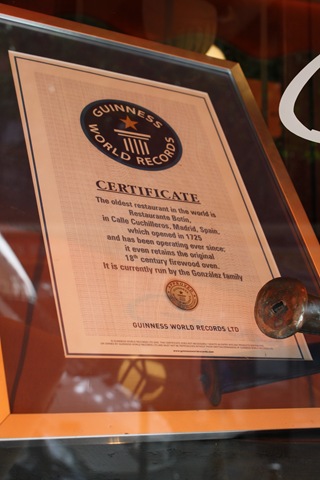 GUINNESS
WORLD RECORDS
CERTIFICATE
The oldest restaurant in the world is
Restaurante Botín,
in Calle Cuchilleros, Madrid, Spain,
which opened in 1725
and has been operating ever since:
it even retains the original
18th century firewood oven.
It is currently run by the González family
GUINNESS WORLD RECORDS LTD